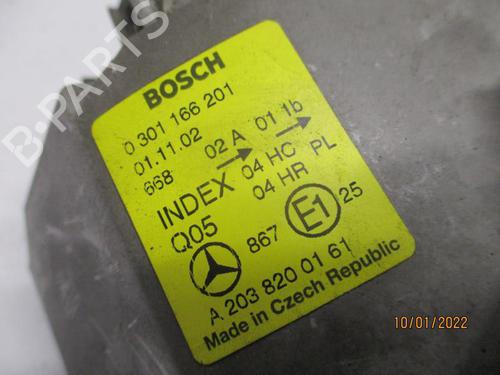 BOSCH
0 301 166 201
01.11.02 02 A 01 1b
668
INDEX 04 HC PL
Q05 04 HR
867 E1 25
A 203 820 01 61
Made in Czech Republic
B-PARTS
10/01/2022